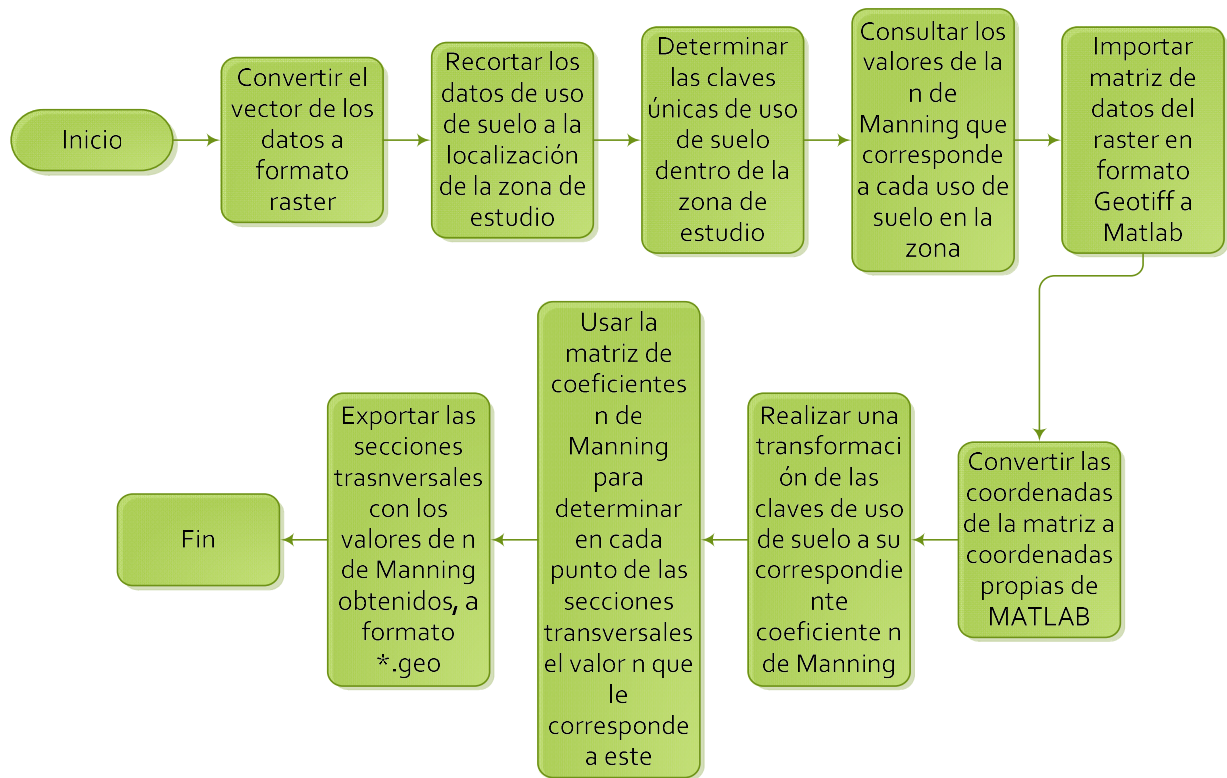 Inicio
Convertir el
vector de los
datos a
formato
raster
Recortar los
datos de uso
de suelo a la
localización
de la zona de
estudio
Determinar
las claves
únicas de uso
de suelo
dentro de la
zona de
estudio
Consultar los
valores de la
n de
Manning que
corresponde
a cada uso de
suelo en la
zona
Importar
matriz de
datos del
raster en
formato
Geotiff a
Matlab
Convertir las
coordenadas
de la matriz a
coordenadas
propias de
MATLAB
Realizar una
transformaci
ón de las
claves de uso
de suelo a su
correspondie
nte
coeficiente n
de Manning
Usar la
matriz de
coeficientes
n de
Manning
para
determinar
en cada
punto de las
secciones
transversales
el valor n que
le
corresponde
a este
Exportar las
secciones
trasnversales
con los
valores de n
de Manning
obtenidos, a
formato
*.geo
Fin